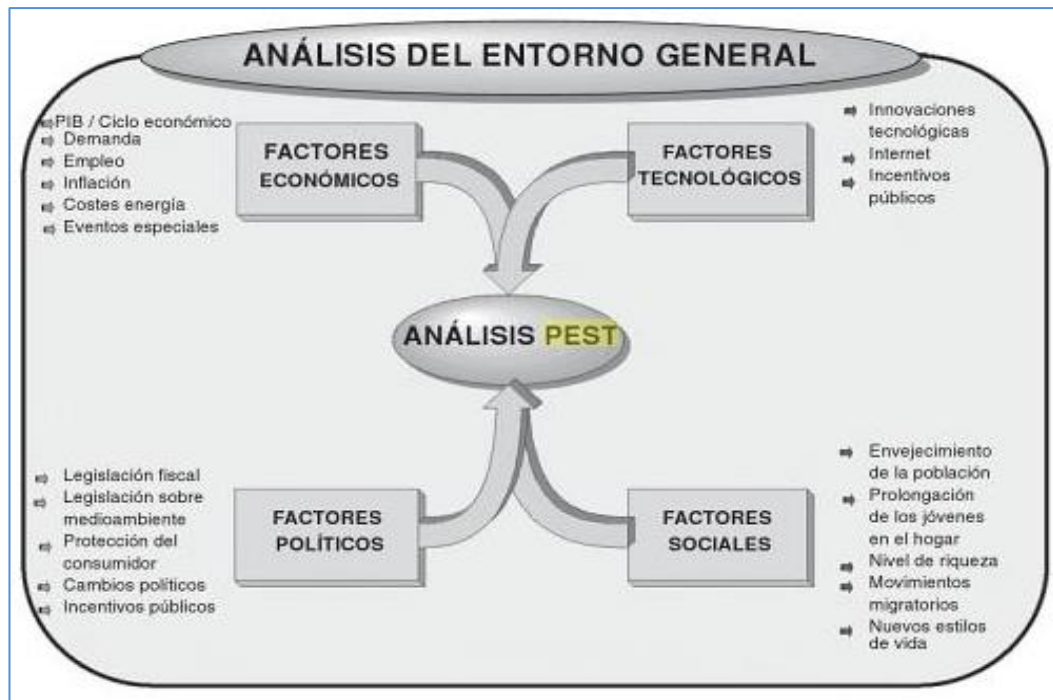 ANÁLISIS DEL ENTORNO GENERAL
PIB / Ciclo económico
Demanda
Empleo
Inflación
Costes energía
Eventos especiales
FACTORES
ECONÓMICOS
FACTORES
TECNOLÓGICOS
Innovaciones
tecnológicas
Internet
Incentivos
públicos
ANÁLISIS PEST
Legislación fiscal
Legislación sobre
medioambiente
Protección del
consumidor
Cambios políticos
Incentivos públicos
FACTORES
POLÍTICOS
FACTORES
SOCIALES
Envejecimiento
de la población
Prolongación
de los jóvenes
en el hogar
Nivel de riqueza
Movimientos
migratorios
Nuevos estilos
de vida